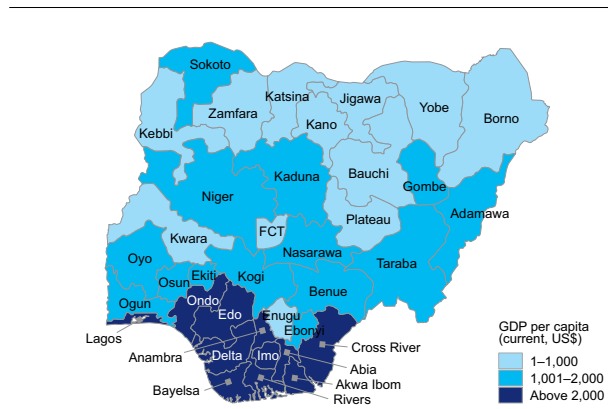 Sokoto
Katsina
Jigawa
Yobe
Borno
Zamfara
Kano
Kebbi
Kaduna
Bauchi
Gombe
Niger
Adamawa
Plateau
FCT
Kwara
Nasarawa
Taraba
Oyo
Ekiti
Kogi
Osun
Benue
Ogun
Ondo
Edo
Enugu
Ebonyi
Lagos
Anambra
Delta
Imo
Cross River
Abia
Akwa Ibom
Bayelsa
Rivers
GDP per capita
(current, US$)
1–1,000
1,001–2,000
Above 2,000